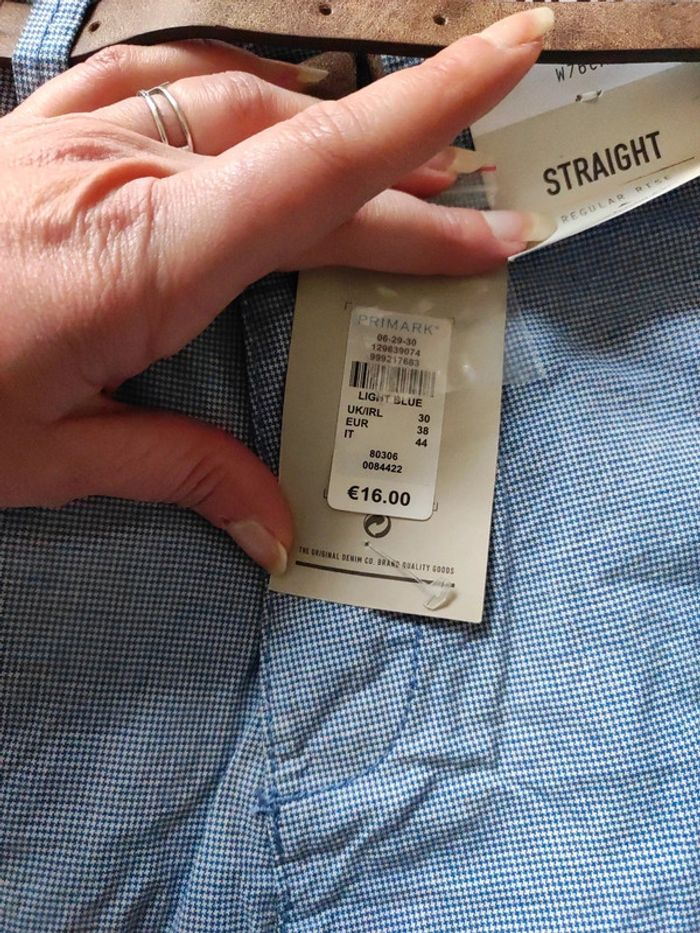 STRAIGHT
REGULAR RISE
PRIMARK®
06-29-30
129639074
999217683
LIGHT BLUE
UK/IRL 30
EUR 38
IT 44
80306
0084422
€16.00
THE ORIGINAL DENIM CO. BRAND QUALITY GOODS